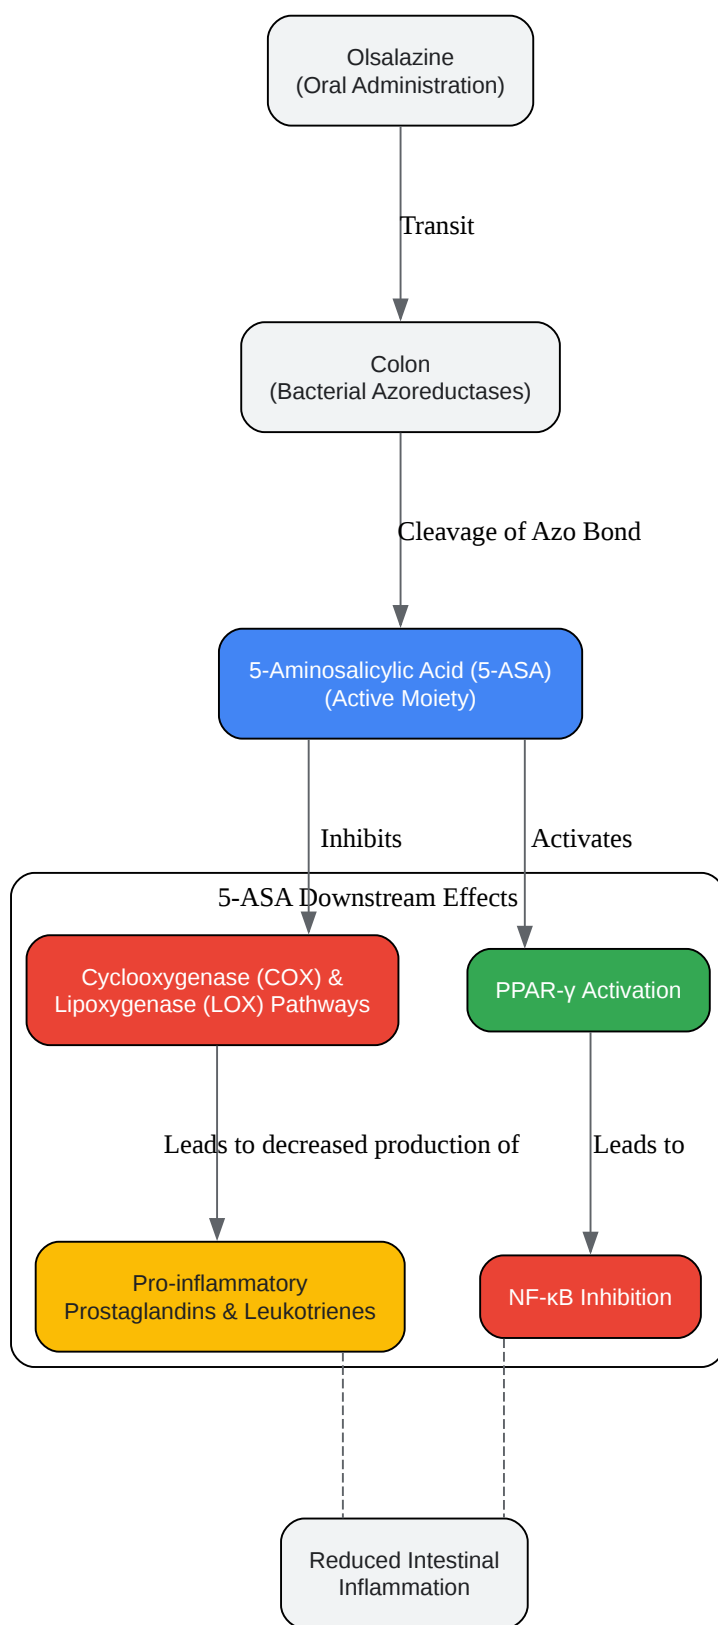 Olsalazine
(Oral Administration)
Transit
Colon
(Bacterial Azoreductases)
Cleavage of Azo Bond
5-Aminosalicylic Acid (5-ASA)
(Active Moiety)
Inhibits
Activates
5-ASA Downstream Effects
Cyclooxygenase (COX) &
Lipoxygenase (LOX) Pathways
PPAR-γ Activation
Leads to decreased production of
Leads to
Pro-inflammatory
Prostaglandins & Leukotrienes
NF-κB Inhibition
Reduced Intestinal
Inflammation